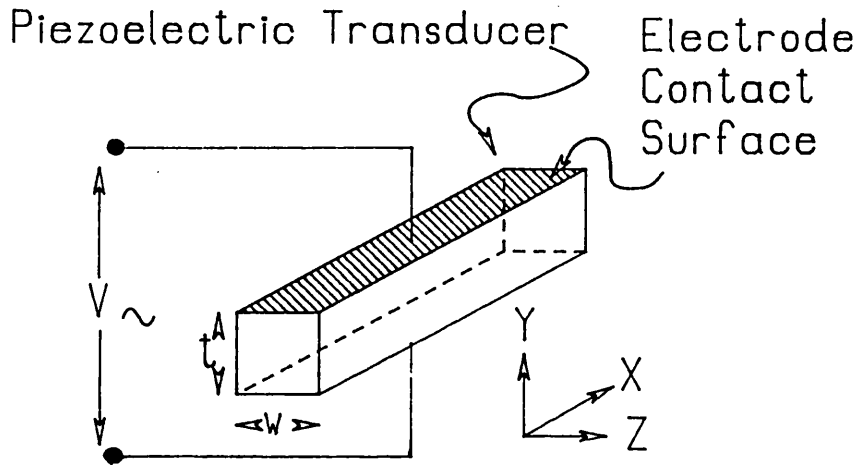 Piezoelectric Transducer
Electrode
Contact
Surface
V ~
t
W
Y
X
Z